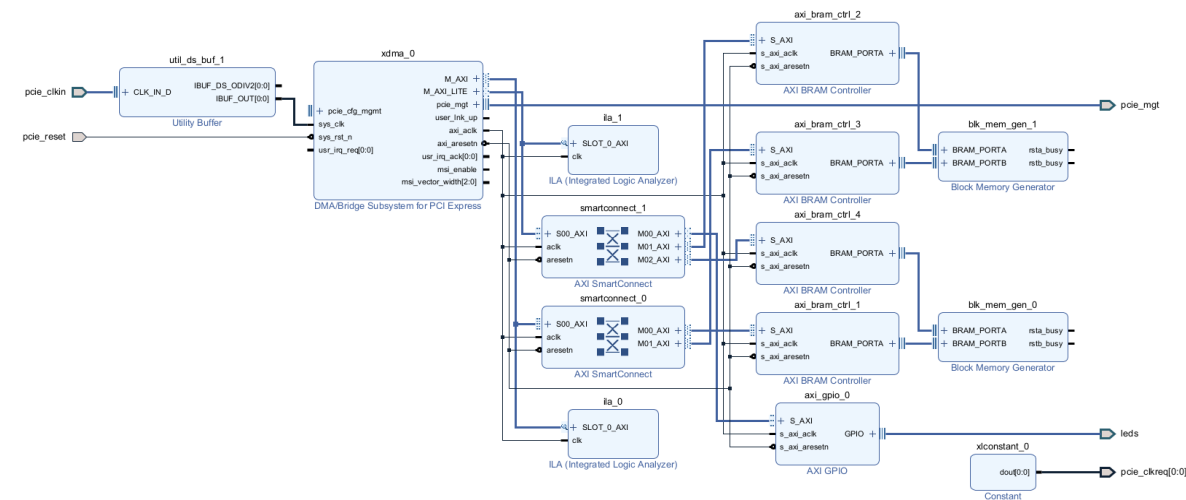 pcie_clkin
pcie_reset
util_ds_buf_1
CLK_IN_D
IBUF_DS_ODIV2[0:0]
IBUF_OUT[0:0]
Utility Buffer
xdma_0
pcie_cfg_mgmt
sys_clk
sys_rst_n
usr_irq_req[0:0]
M_AXI
M_AXI_LITE
pcie_mgt
user_lnk_up
axi_aclk
axi_aresetn
usr_irq_ack[0:0]
msi_enable
msi_vector_width[2:0]
DMA/Bridge Subsystem for PCI Express
ila_1
SLOT_0_AXI
clk
ILA (Integrated Logic Analyzer)
smartconnect_1
S00_AXI
aclk
aresetn
M00_AXI
M01_AXI
M02_AXI
AXI SmartConnect
smartconnect_0
S00_AXI
aclk
aresetn
M00_AXI
M01_AXI
AXI SmartConnect
ila_0
SLOT_0_AXI
clk
ILA (Integrated Logic Analyzer)
axi_bram_ctrl_2
S_AXI
s_axi_aclk
s_axi_aresetn
BRAM_PORTA
AXI BRAM Controller
axi_bram_ctrl_3
S_AXI
s_axi_aclk
s_axi_aresetn
BRAM_PORTA
AXI BRAM Controller
axi_bram_ctrl_4
S_AXI
s_axi_aclk
s_axi_aresetn
BRAM_PORTA
AXI BRAM Controller
axi_bram_ctrl_1
S_AXI
s_axi_aclk
s_axi_aresetn
BRAM_PORTA
AXI BRAM Controller
axi_gpio_0
S_AXI
s_axi_aclk
s_axi_aresetn
GPIO
AXI GPIO
blk_mem_gen_1
BRAM_PORTA
BRAM_PORTB
rsta_busy
rstb_busy
Block Memory Generator
blk_mem_gen_0
BRAM_PORTA
BRAM_PORTB
rsta_busy
rstb_busy
Block Memory Generator
xlconstant_0
dout[0:0]
Constant
pcie_mgt
leds
pcie_clkreq[0:0]